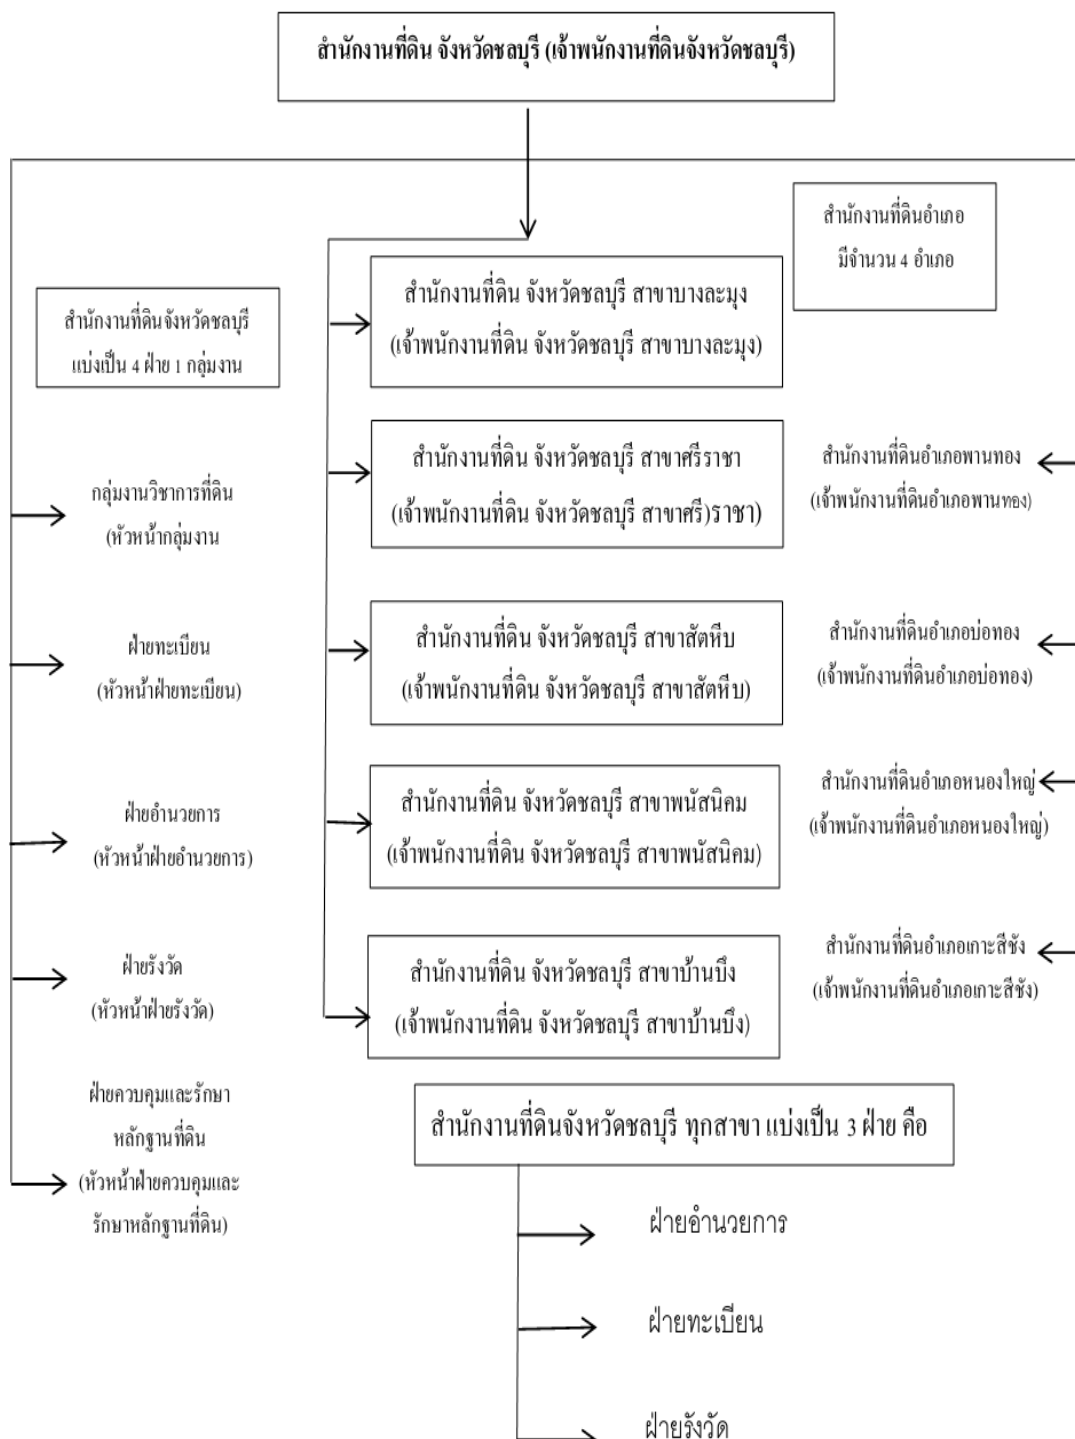 สำนักงานที่ดิน จังหวัดชลบุรี (เจ้าพนักงานที่ดินจังหวัดชลบุรี)
สำนักงานที่ดินจังหวัดชลบุรี
แบ่งเป็น 4 ฝ่าย 1 กลุ่มงาน
กลุ่มงานวิชาการที่ดิน
(หัวหน้ากลุ่มงาน
ฝ่ายทะเบียน
(หัวหน้าฝ่ายทะเบียน)
ฝ่ายอำนวยการ
(หัวหน้าฝ่ายอำนวยการ)
ฝ่ายรังวัด
(หัวหน้าฝ่ายรังวัด)
ฝ่ายควบคุมและรักษา
หลักฐานที่ดิน
(หัวหน้าฝ่ายควบคุมและ
รักษาหลักฐานที่ดิน)
สำนักงานที่ดิน จังหวัดชลบุรี สาขาบางละมุง
(เจ้าพนักงานที่ดิน จังหวัดชลบุรี สาขาบางละมุง)
สำนักงานที่ดิน จังหวัดชลบุรี สาขาศรีราชา
(เจ้าพนักงานที่ดิน จังหวัดชลบุรี สาขาศรี)ราชา)
สำนักงานที่ดิน จังหวัดชลบุรี สาขาสัตหีบ
(เจ้าพนักงานที่ดิน จังหวัดชลบุรี สาขาสัตหีบ)
สำนักงานที่ดิน จังหวัดชลบุรี สาขาพนัสนิคม
(เจ้าพนักงานที่ดิน จังหวัดชลบุรี สาขาพนัสนิคม)
สำนักงานที่ดิน จังหวัดชลบุรี สาขาบ้านบึง
(เจ้าพนักงานที่ดิน จังหวัดชลบุรี สาขาบ้านบึง)
สำนักงานที่ดินอำเภอ
มีจำนวน 4 อำเภอ
สำนักงานที่ดินอำเภอพานทอง
(เจ้าพนักงานที่ดินอำเภอพานทอง)
สำนักงานที่ดินอำเภอบ่อทอง
(เจ้าพนักงานที่ดินอำเภอบ่อทอง)
สำนักงานที่ดินอำเภอหนองใหญ่
(เจ้าพนักงานที่ดินอำเภอหนองใหญ่)
สำนักงานที่ดินอำเภอเกาะสีชัง
(เจ้าพนักงานที่ดินอำเภอเกาะสีชัง)
สำนักงานที่ดินจังหวัดชลบุรี ทุกสาขา แบ่งเป็น 3 ฝ่าย คือ
ฝ่ายอำนวยการ
ฝ่ายทะเบียน
ฝ่ายรังวัด